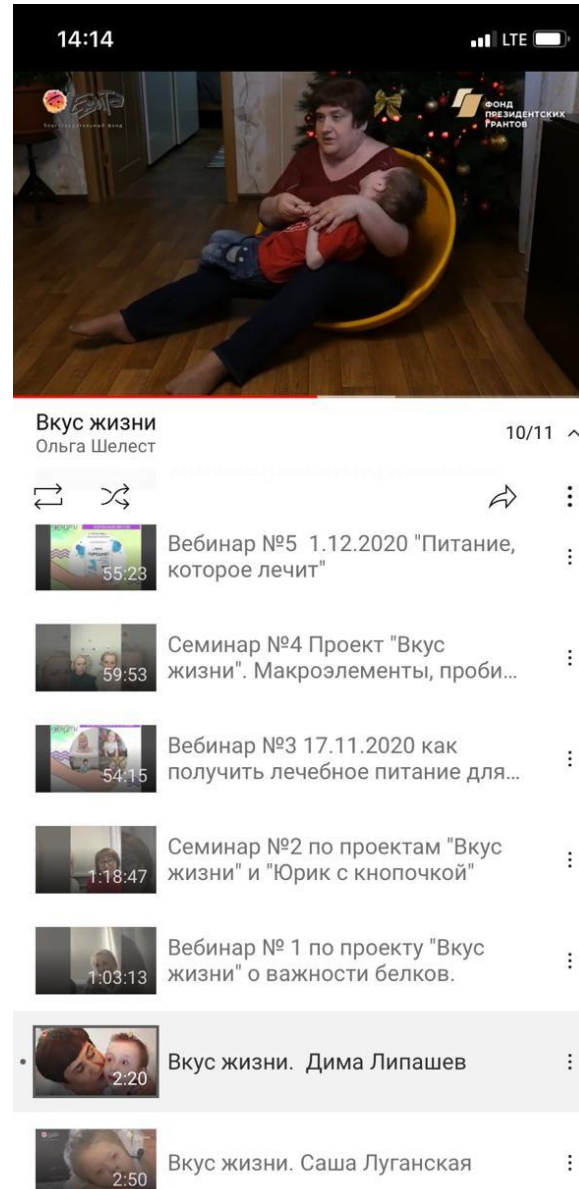 14:14
LTE
благотворительный фонд
ФОНД
ПРЕЗИДЕНТСКИХ
ГРАНТОВ
Вкус жизни
Ольга Шелест
10/11
55:23
Вебинар №5 1.12.2020 "Питание,
которое лечит"
59:53
Семинар №4 Проект "Вкус
жизни". Макроэлементы, проби...
54:15
Вебинар №3 17.11.2020 как
получить лечебное питание для...
1:18:47
Семинар №2 по проектам "Вкус
жизни" и "Юрик с кнопочкой"
1:03:13
Вебинар № 1 по проекту "Вкус
жизни" о важности белков.
2:20
Вкус жизни. Дима Липашев
2:50
Вкус жизни. Саша Луганская